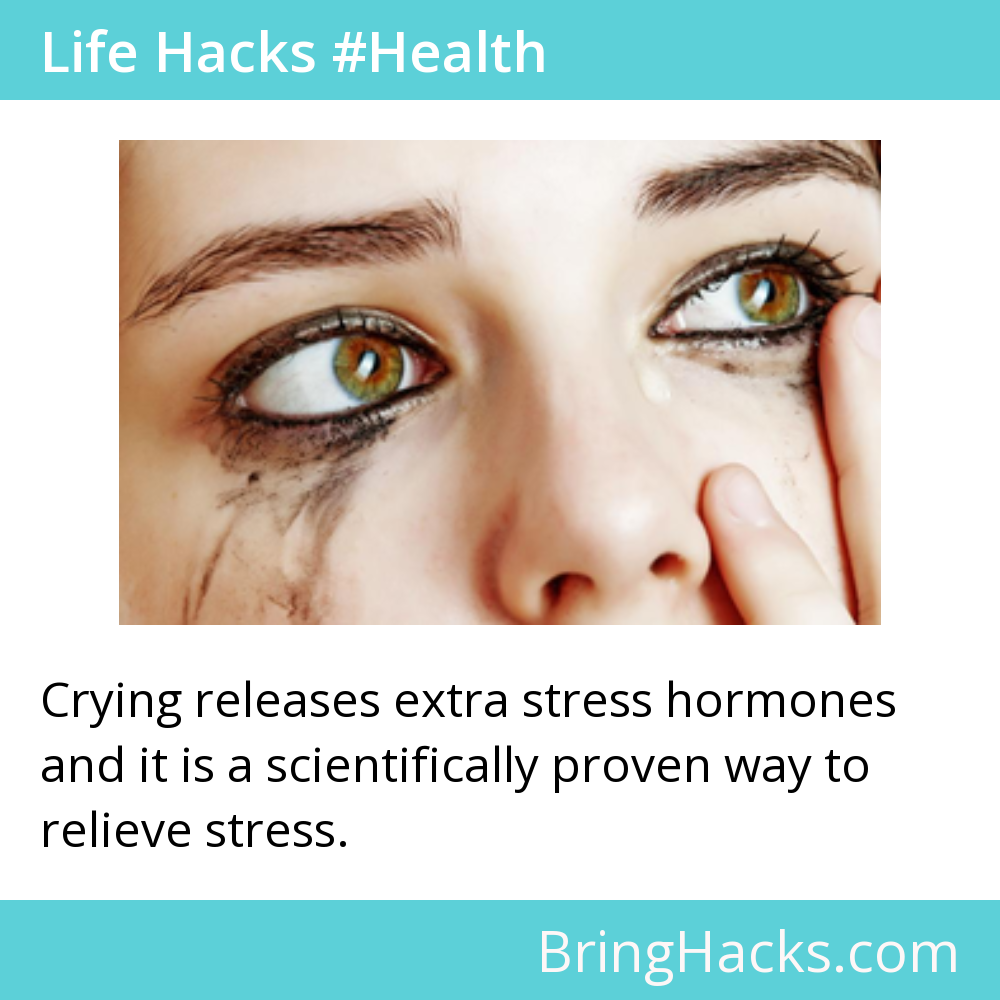 Life Hacks #Health
Crying releases extra stress hormones
and it is a scientifically proven way to
relieve stress.
BringHacks.com